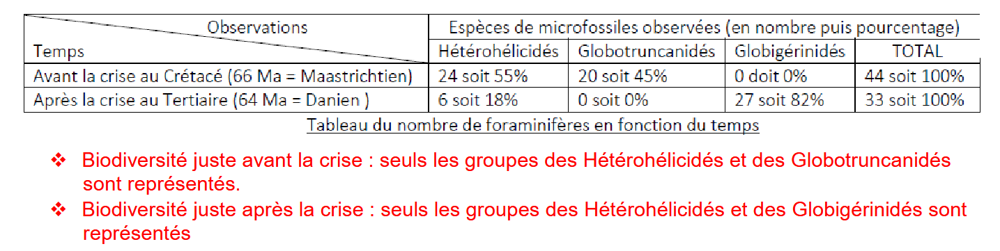 Observations
Espèces de microfossiles observées (en nombre puis pourcentage)
Temps
Hétérohélicidés Globotruncanidés Globigérinidés TOTAL
Avant la crise au Crétacé (66 Ma = Maastrichtien) 24 soit 55% 20 soit 45% 0 doit 0% 44 soit 100%
Après la crise au Tertiaire (64 Ma = Danien ) 6 soit 18% 0 soit 0% 27 soit 82% 33 soit 100%
Tableau du nombre de foraminifères en fonction du temps
❖ Biodiversité juste avant la crise : seuls les groupes des Hétérohélicidés et des Globotruncanidés
sont représentés.
❖ Biodiversité juste après la crise : seuls les groupes des Hétérohélicidés et des Globigérinidés sont
représentés